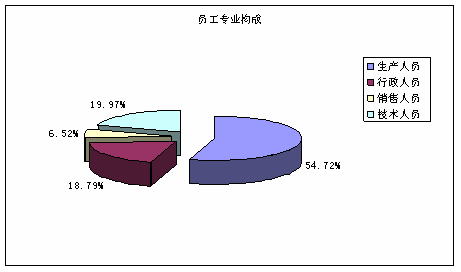 员工专业构成
生产人员
行政人员
销售人员
技术人员
19.97%
6.52%
18.79%
54.72%